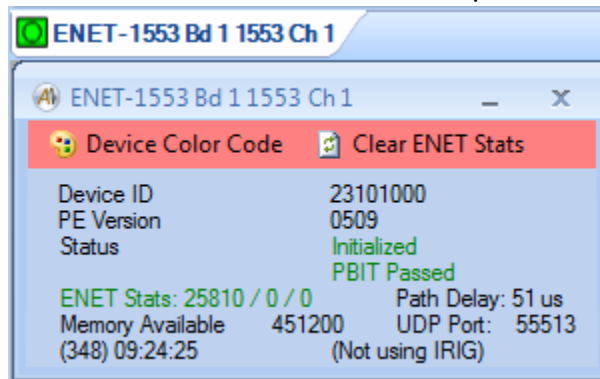 ENET-1553 Bd 1 1553 Ch 1
ENET-1553 Bd 1 1553 Ch 1
Device Color Code Clear ENET Stats
Device ID 23101000
PE Version 0509
Status Initialized
PBIT Passed
ENET Stats: 25810 / 0 / 0 Path Delay: 51 us
Memory Available 451200 UDP Port: 55513
(348) 09:24:25 (Not using IRIG)